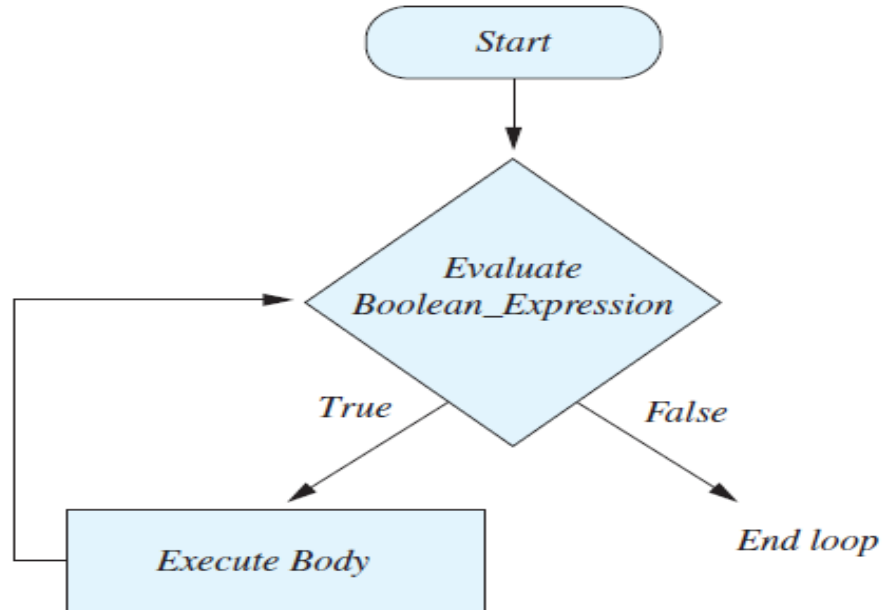 Start
Evaluate
Boolean_Expression
True
False
Execute Body
End loop